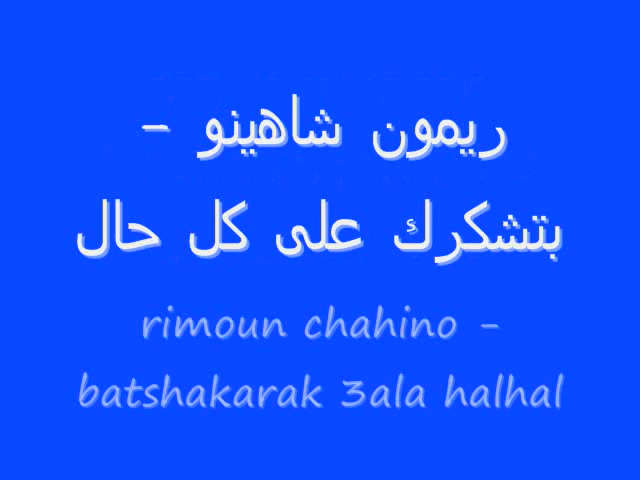 ريمون شاهينو -
بتشكرك على كل حال
rimoun chahino -
batshakarak 3ala halhal